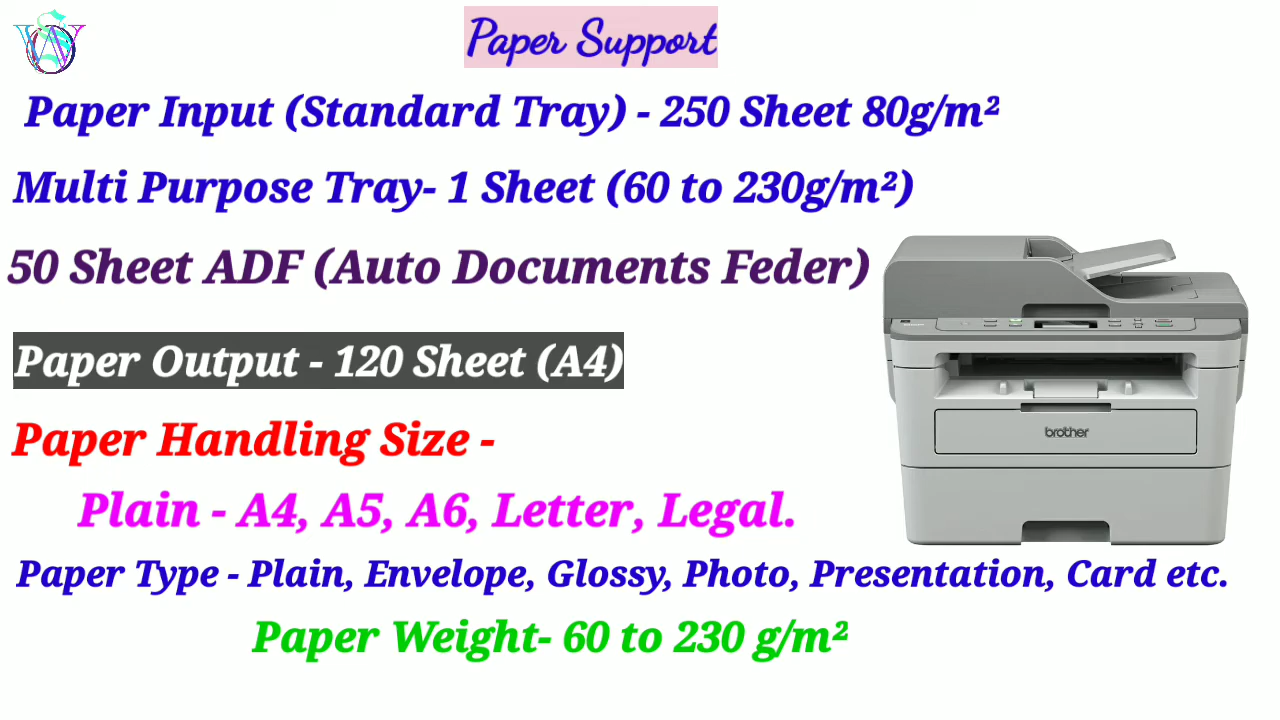 Paper Support
Paper Input (Standard Tray) - 250 Sheet 80g/m²
Multi Purpose Tray- 1 Sheet (60 to 230g/m²)
50 Sheet ADF (Auto Documents Feder)
Paper Output - 120 Sheet (A4)
brother
Paper Handling Size -
Plain - A4, A5, A6, Letter, Legal.
Paper Type - Plain, Envelope, Glossy, Photo, Presentation, Card etc.
Paper Weight- 60 to 230 g/m²